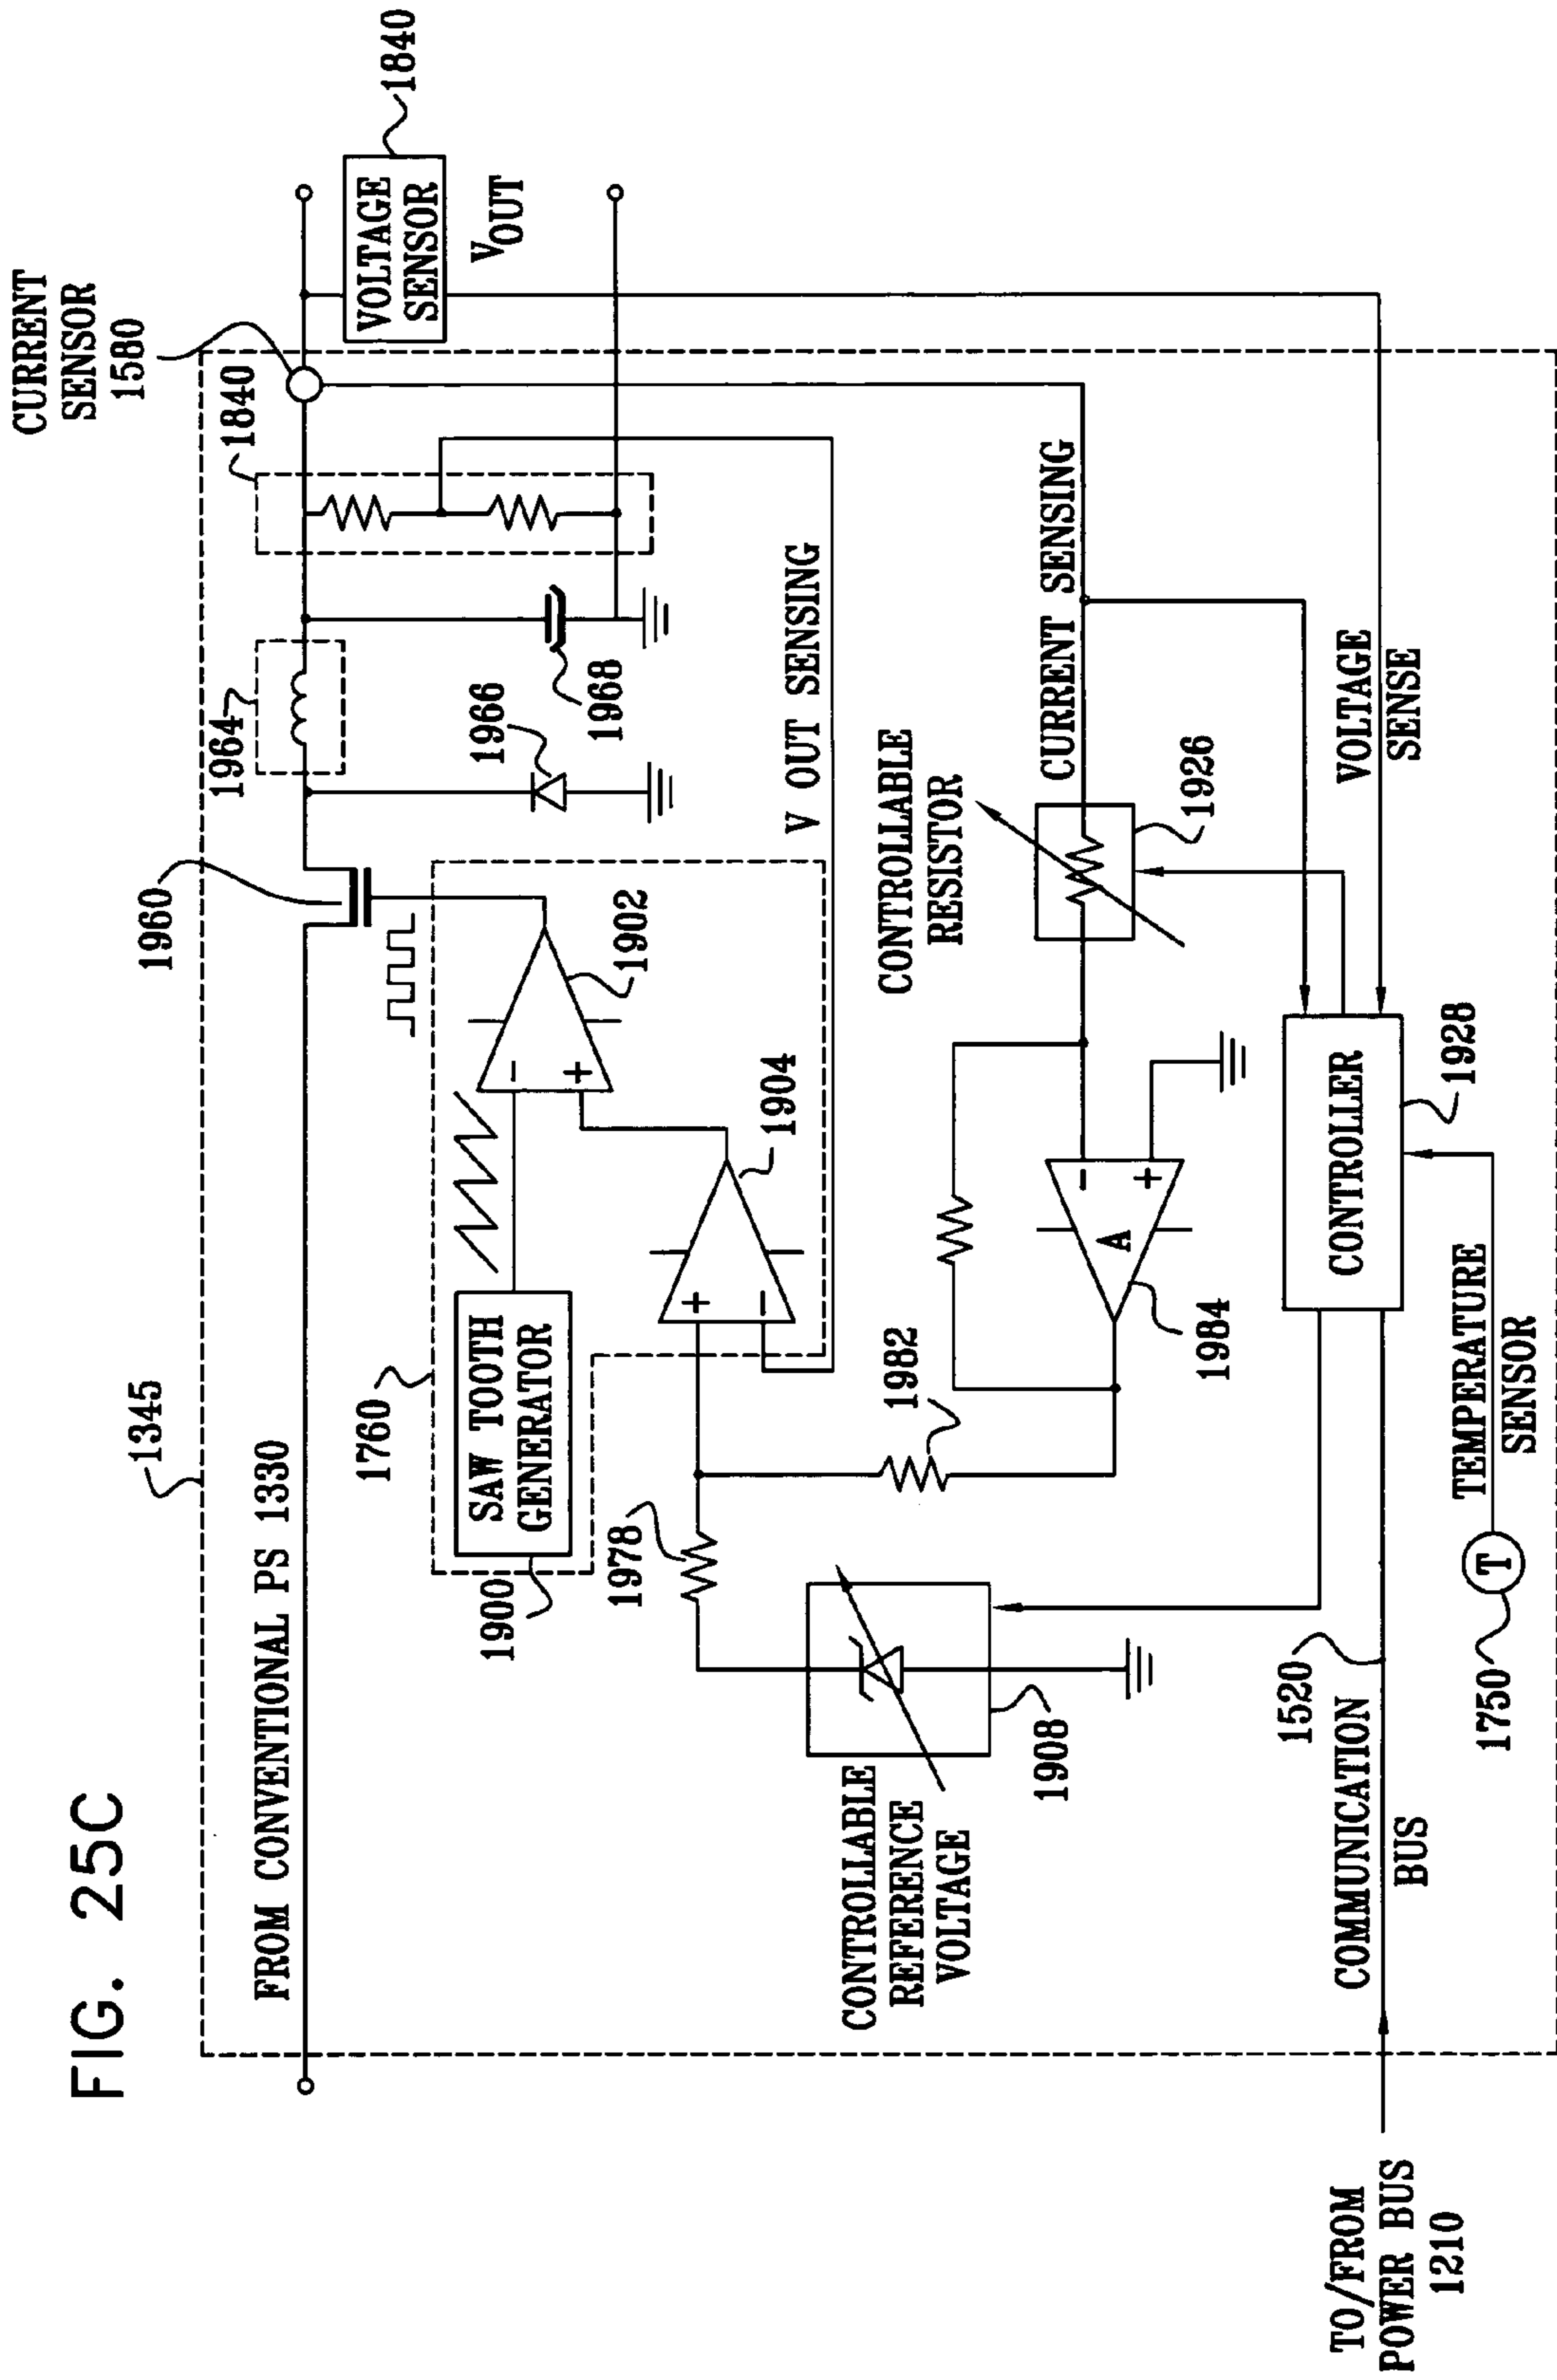 FIG. 25C
1345
FROM CONVENTIONAL PS 1330
1960
1964
CURRENT
SENSOR
1580
1840
VOLTAGE
SENSOR
1840
VOUT
1760
SAW TOOTH
GENERATOR
1900
-
+
1902
+
-
1904
1966
1968
V OUT SENSING
1978
1982
CONTROLLABLE
REFERENCE
VOLTAGE
1908
CONTROLLABLE
RESISTOR
1926
CURRENT SENSING
-
+
A
1984
VOLTAGE
SENSE
CONTROLLER
1928
1520
COMMUNICATION
BUS
TO/FROM
POWER BUS
1210
TEMPERATURE
SENSOR
T
1750